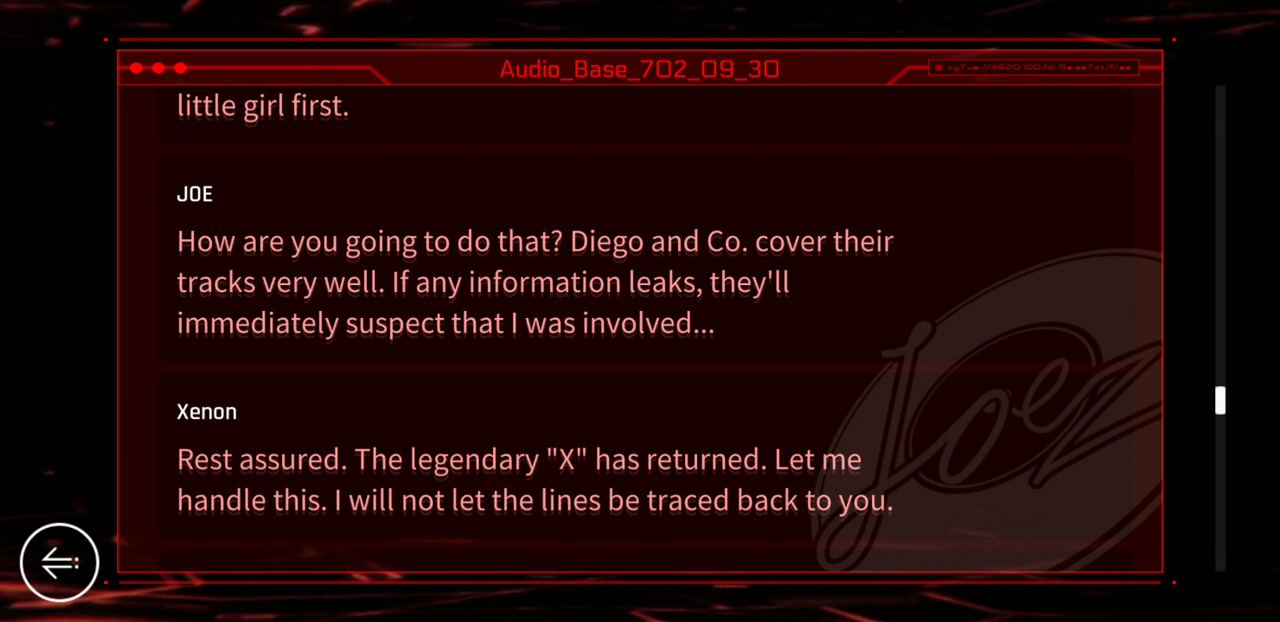 Audio_Base_702_09_30
little girl first.
JOE
How are you going to do that? Diego and Co. cover their
tracks very well. If any information leaks, they'll
immediately suspect that I was involved...
Xenon
Rest assured. The legendary "X" has returned. Let me
handle this. I will not let the lines be traced back to you.
Joez